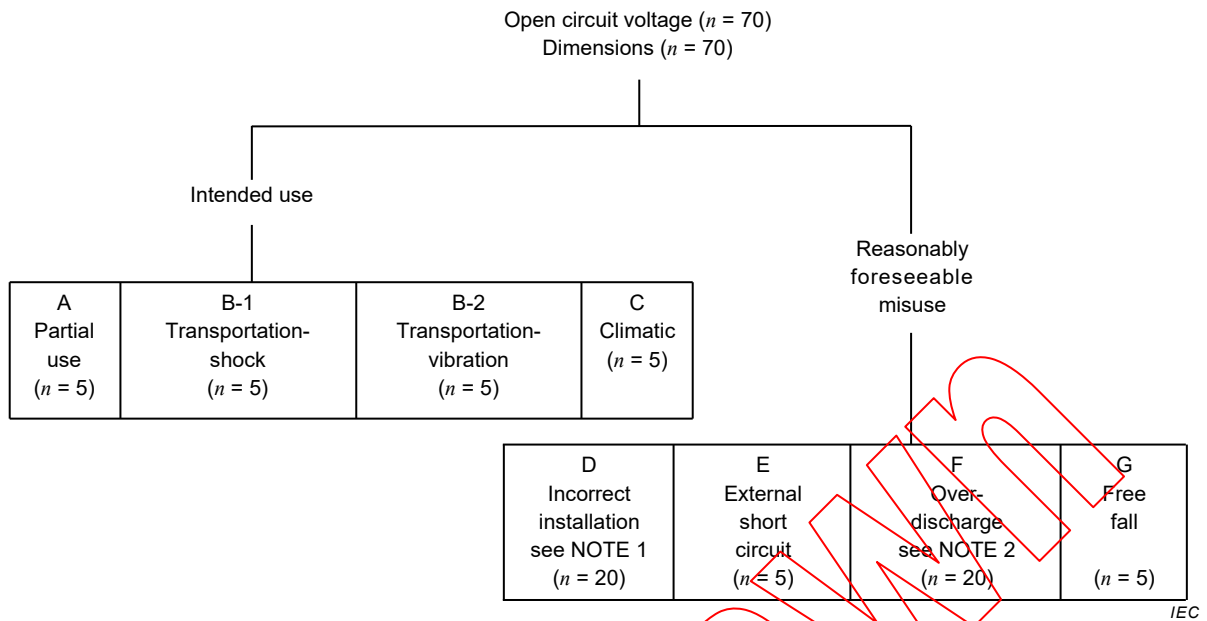 Open circuit voltage (n = 70)
Dimensions (n = 70)
Intended use
Reasonably
foreseeable
misuse
A
Partial
use
(n = 5)
B-1
Transportation-
shock
(n = 5)
B-2
Transportation-
vibration
(n = 5)
C
Climatic
(n = 5)
D
Incorrect
installation
see NOTE 1
(n = 20)
E
External
short
circuit
(n = 5)
F
Over-
discharge
see NOTE 2
(n = 20)
G
Free
fall
(n = 5)
IEC